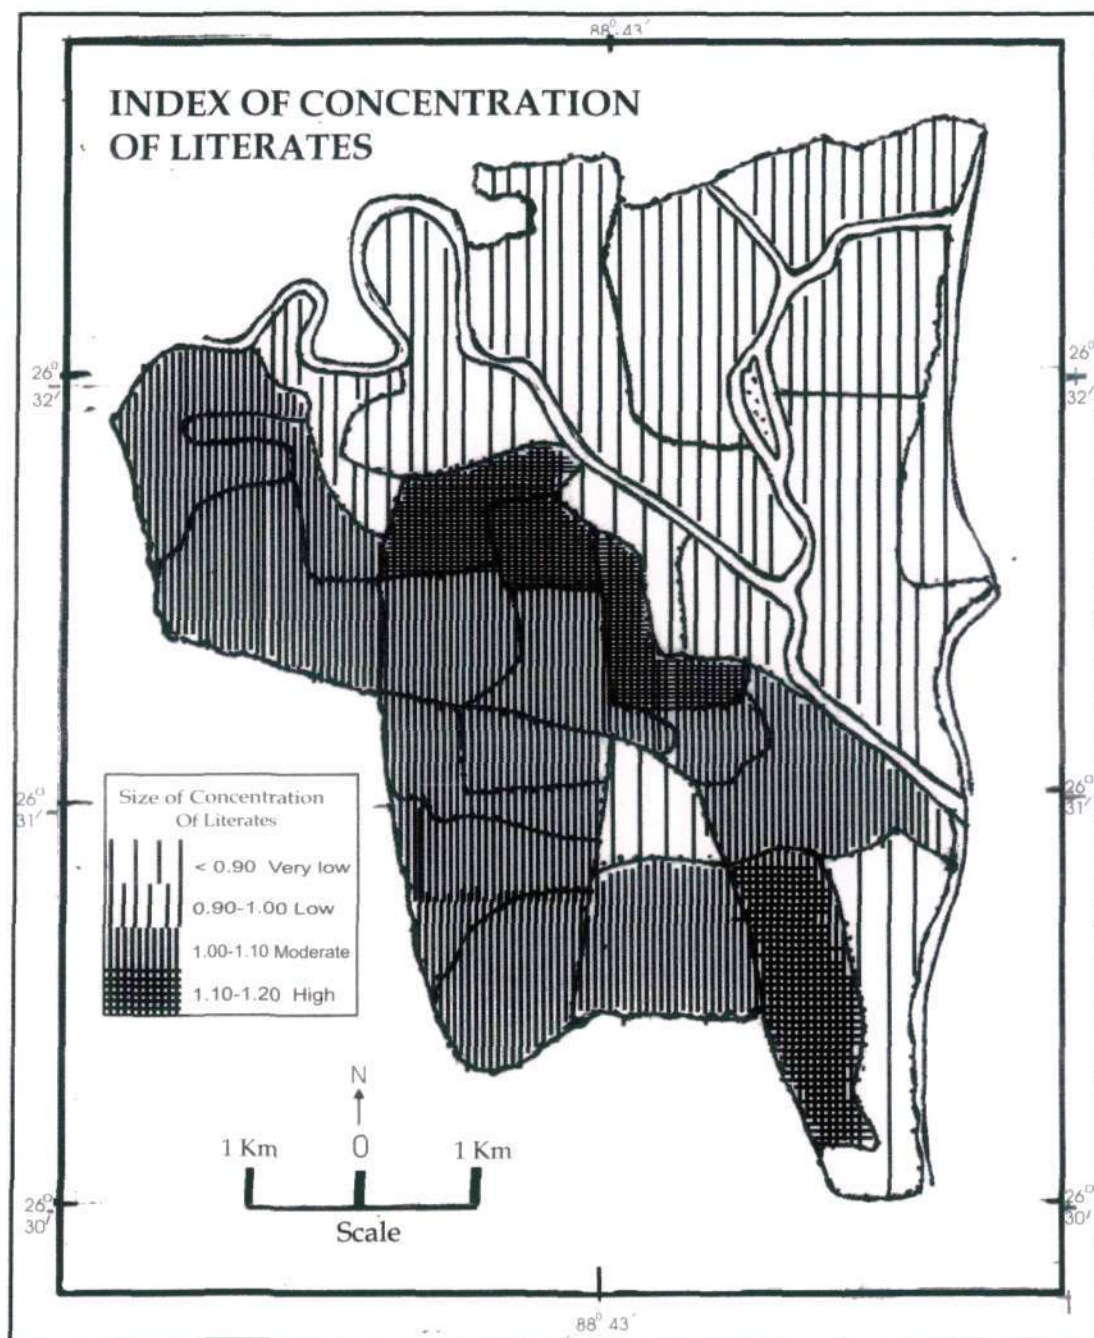 88° 43′
INDEX OF CONCENTRATION
OF LITERATES
26°
32′
26°
32′
Size of Concentration
Of Literates
< 0.90 Very low
0.90-1.00 Low
1.00-1.10 Moderate
1.10-1.20 High
26°
31′
26°
31′
N
1 Km
0
1 Km
Scale
26°
30′
26°
30′
88° 43′